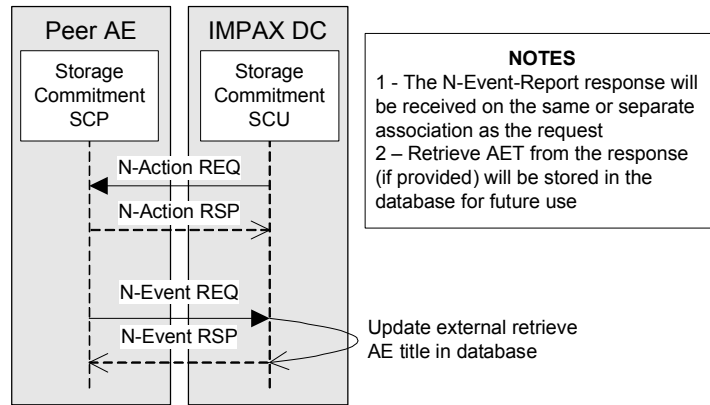 Peer AE
IMPAX DC
Storage
Commitment
SCP
Storage
Commitment
SCU
N-Action REQ
N-Action RSP
N-Event REQ
N-Event RSP
Update external retrieve
AE title in database
NOTES
1 - The N-Event-Report response will
be received on the same or separate
association as the request
2 – Retrieve AET from the response
(if provided) will be stored in the
database for future use